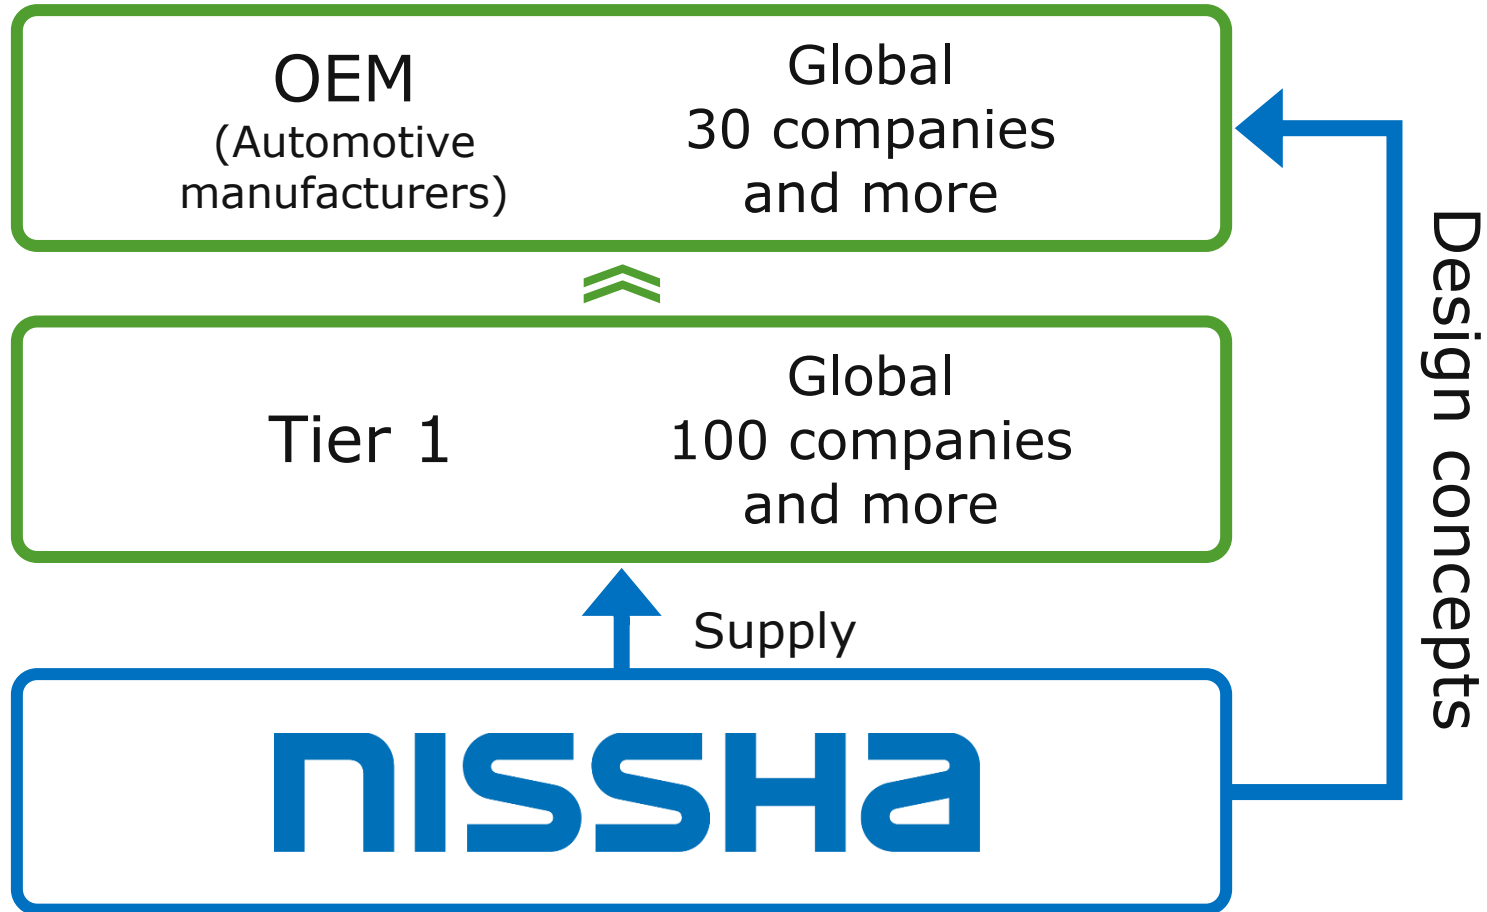 OEM
(Automotive
manufacturers)
Global
30 companies
and more
Tier 1
Global
100 companies
and more
Supply
NISSHA
Design concepts